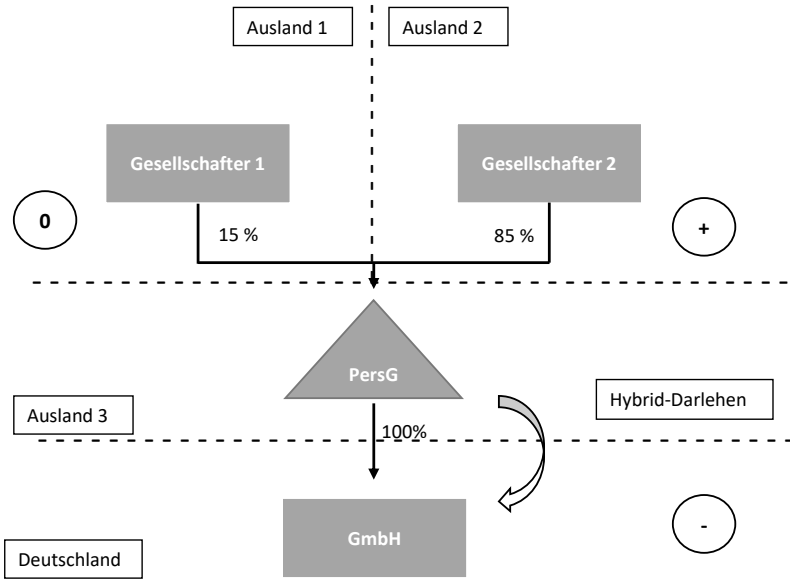 Ausland 1
Ausland 2
Gesellschafter 1
Gesellschafter 2
0
15 %
85 %
+
PersG
Ausland 3
Hybrid-Darlehen
100%
GmbH
-
Deutschland